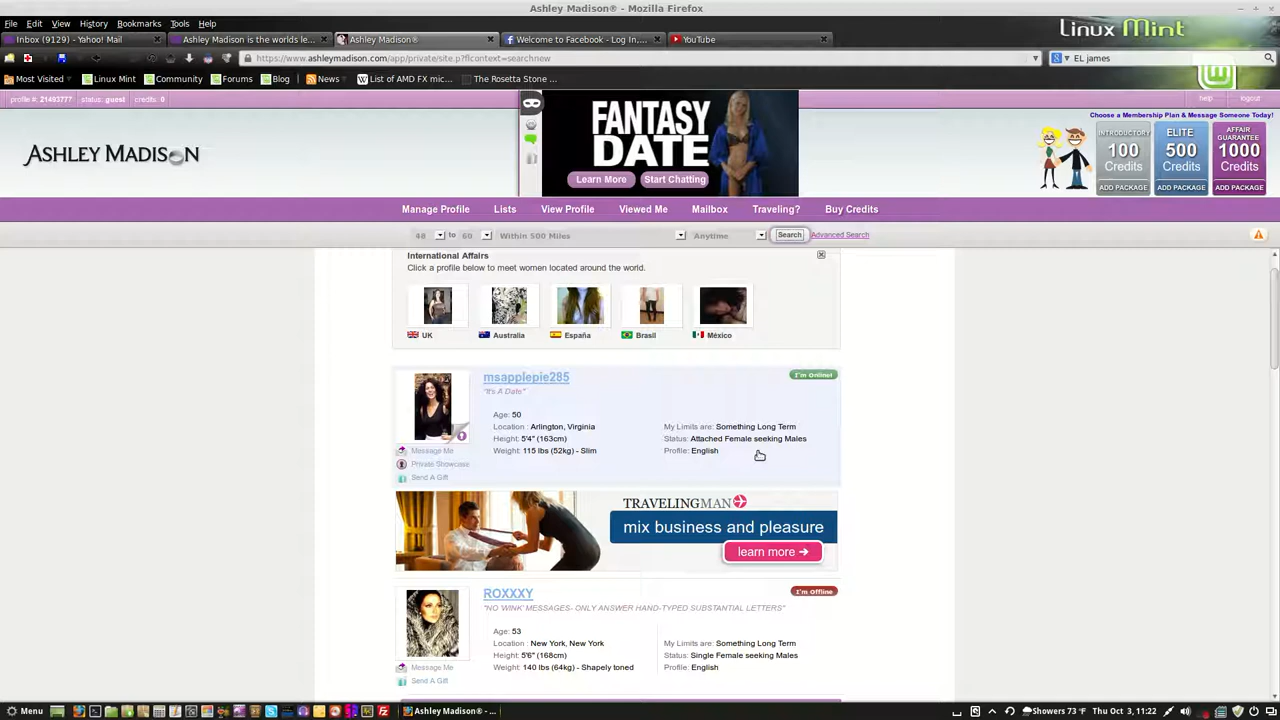 Ashley Madison® - Mozilla Firefox
File Edit View History Bookmarks Tools Help
Inbox (9129) - Yahoo! Mail
Ashley Madison is the worlds le...
Ashley Madison®
Welcome to Facebook - Log In,...
YouTube
Linux Mint
https://www.ashleymadison.com/app/private/site.p?flcontext=searchnew
EL james
Most Visited
Linux Mint
Community
Forums
Blog
News
List of AMD FX mic...
The Rosetta Stone ...
profile #: 21493777 status: guest credits: 0
help logout
ASHLEY MADISON
FANTASY
DATE
Learn More Start Chatting
Choose a Membership Plan & Message Someone Today!
INTRODUCTORY
100
Credits
ADD PACKAGE
ELITE
500
Credits
ADD PACKAGE
AFFAIR
GUARANTEE
1000
Credits
ADD PACKAGE
Manage Profile Lists View Profile Viewed Me Mailbox Traveling? Buy Credits
48 to 60 Within 500 Miles Anytime Search Advanced Search
International Affairs
Click a profile below to meet women located around the world.
UK Australia España Brasil México
msapplepie285
I'm Online!
"It's A Date"
Age: 50
Location : Arlington, Virginia
Height: 5'4" (163cm)
Weight: 115 lbs (52kg) - Slim
My Limits are: Something Long Term
Status: Attached Female seeking Males
Profile: English
Message Me
Private Showcase
Send A Gift
TRAVELINGMAN
mix business and pleasure
learn more →
ROXXXY
I'm Offline
"NO 'WINK' MESSAGES- ONLY ANSWER HAND-TYPED SUBSTANTIAL LETTERS"
Age: 53
Location : New York, New York
Height: 5'6" (168cm)
Weight: 140 lbs (64kg) - Shapely toned
My Limits are: Something Long Term
Status: Single Female seeking Males
Profile: English
Message Me
Send A Gift
Menu
Ashley Madison® - ...
Showers 73 °F Thu Oct 3, 11:22